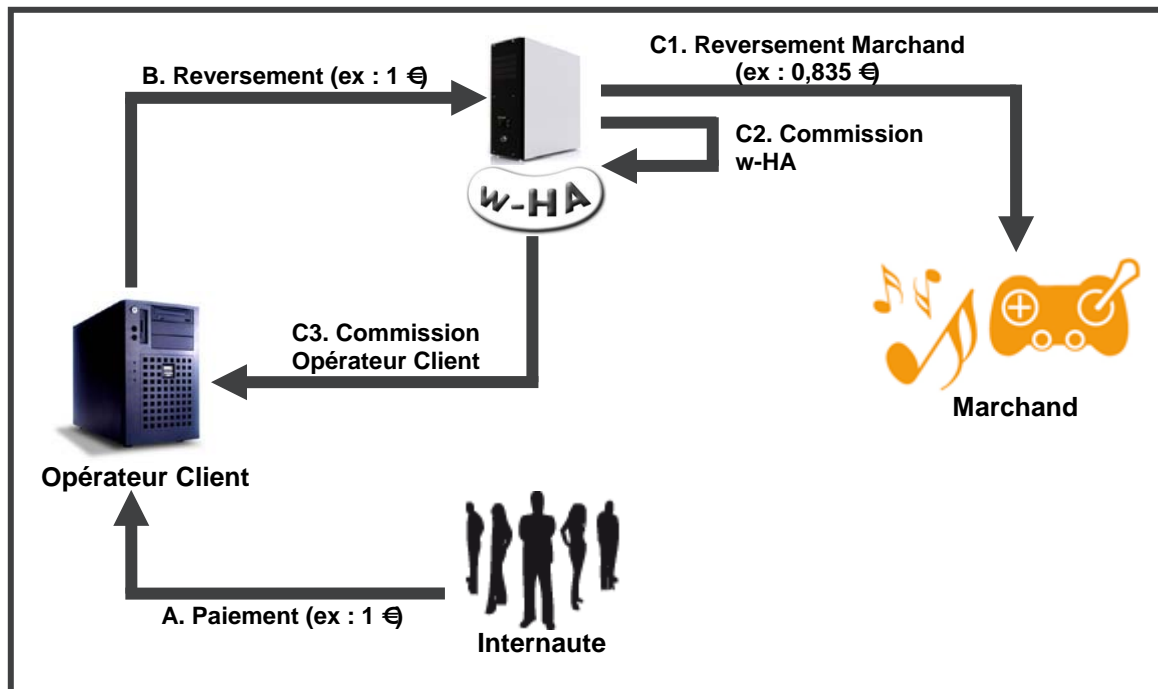 C1. Reversement Marchand
(ex : 0,835 €)
B. Reversement (ex : 1 €)
C2. Commission
w-HA
w-HA
C3. Commission
Opérateur Client
Marchand
Opérateur Client
A. Paiement (ex : 1 €)
Internaute